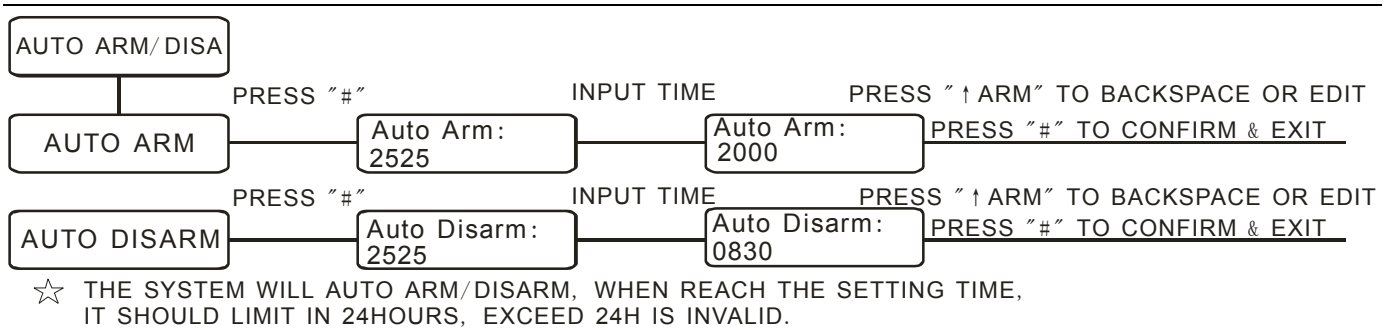 AUTO ARM/DISA
PRESS "#"
INPUT TIME
PRESS "↑ARM" TO BACKSPACE OR EDIT
AUTO ARM
Auto Arm:
2525
Auto Arm:
2000
PRESS "#" TO CONFIRM & EXIT
PRESS "#"
INPUT TIME
PRESS "↑ARM" TO BACKSPACE OR EDIT
AUTO DISARM
Auto Disarm:
2525
Auto Disarm:
0830
PRESS "#" TO CONFIRM & EXIT
☆ THE SYSTEM WILL AUTO ARM/DISARM, WHEN REACH THE SETTING TIME,
IT SHOULD LIMIT IN 24HOURS, EXCEED 24H IS INVALID.